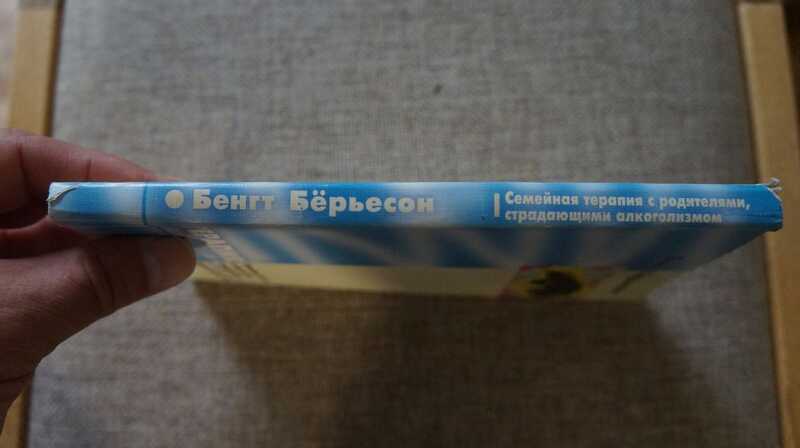 Бенгт Бёрьесон
Семейная терапия с родителями,
страдающими алкоголизмом